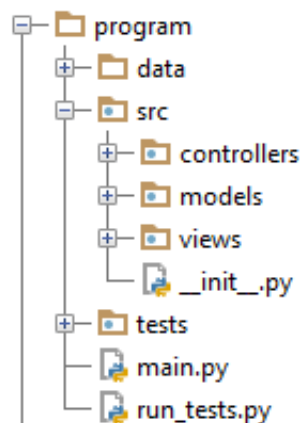 program
data
src
controllers
models
views
__init__.py
tests
main.py
run_tests.py